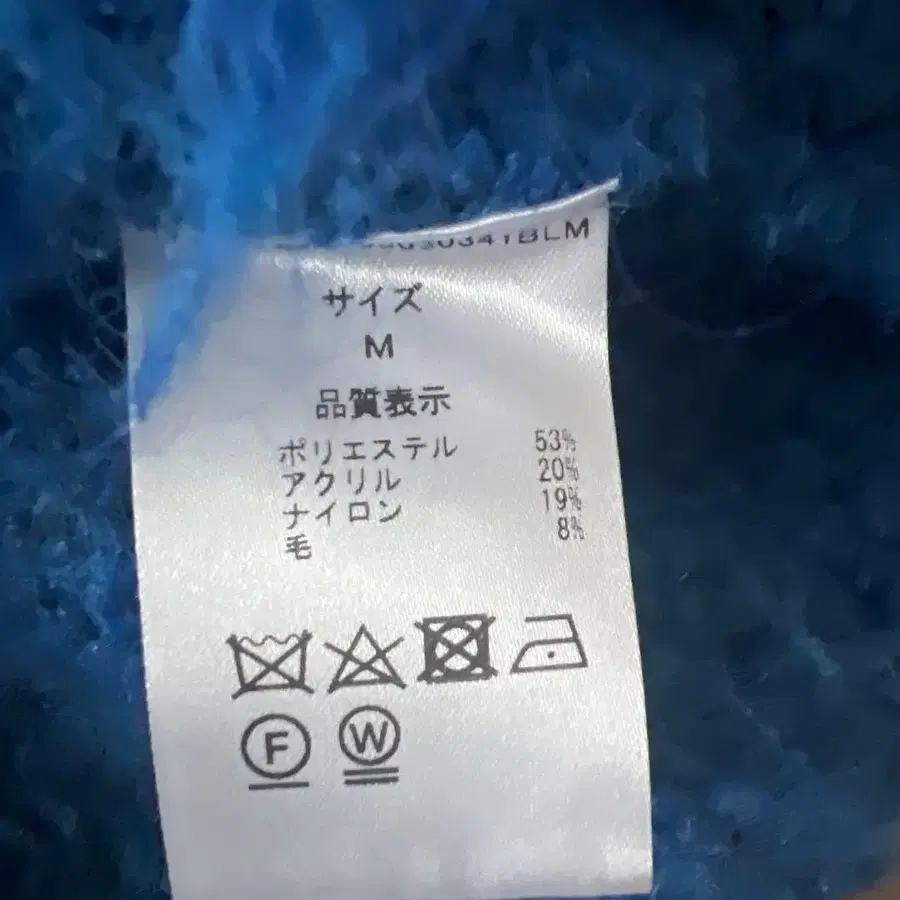 サイズ
M
品質表示
ポリエステル 53%
アクリル 20%
ナイロン 19%
毛 8%
F W